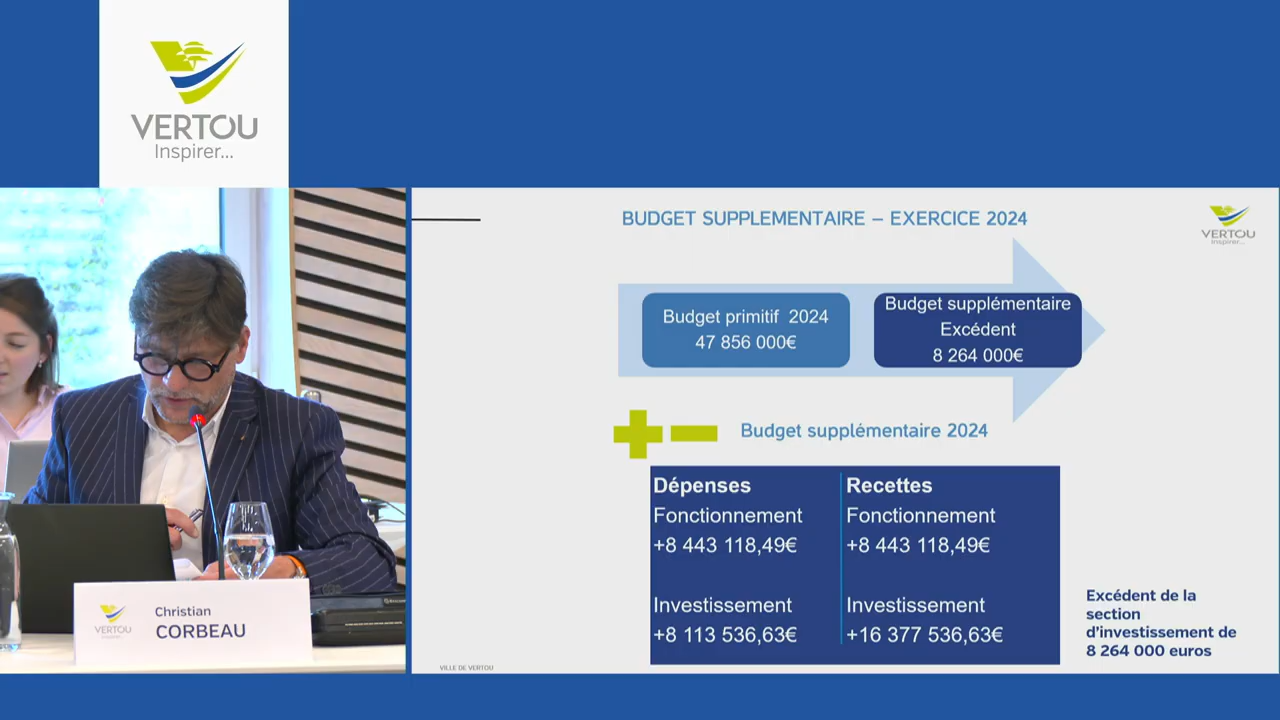 VERTOU
Inspirer...
BUDGET SUPPLEMENTAIRE – EXERCICE 2024
VERTOU
Inspirer...
Budget primitif 2024
47 856 000€
Budget supplémentaire
Excédent
8 264 000€
Budget supplémentaire 2024
Dépenses
Fonctionnement
+8 443 118,49€
Investissement
+8 113 536,63€
Recettes
Fonctionnement
+8 443 118,49€
Investissement
+16 377 536,63€
Excédent de la
section
d'investissement de
8 264 000 euros
VILLE DE VERTOU
VERTOU
Christian
CORBEAU